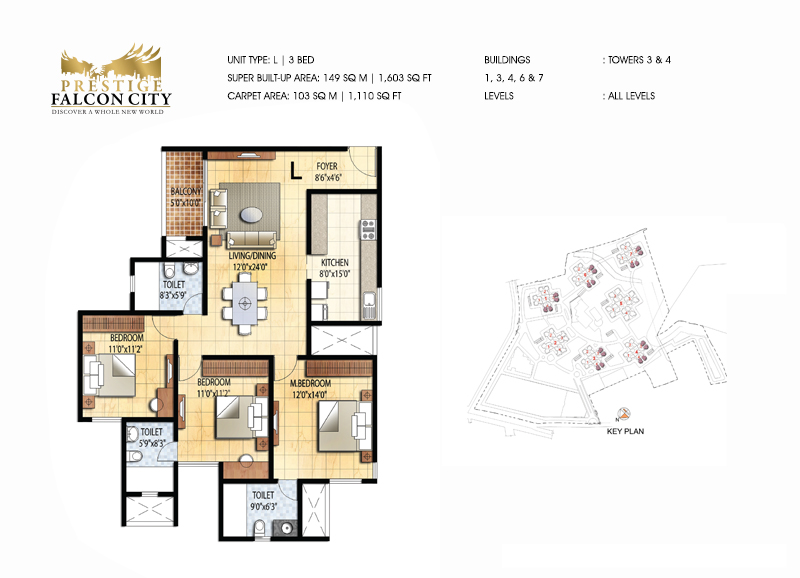 PRESTIGE
FALCON CITY
DISCOVER A WHOLE NEW WORLD
UNIT TYPE: L | 3 BED
SUPER BUILT-UP AREA: 149 SQ M | 1,603 SQ FT
CARPET AREA: 103 SQ M | 1,110 SQ FT
BUILDINGS : TOWERS 3 & 4
1, 3, 4, 6 & 7
LEVELS : ALL LEVELS
L
FOYER
8'6"x4'6"
BALCONY
5'0"x10'0"
LIVING/DINING
12'0"x24'0"
KITCHEN
8'0"x15'0"
TOILET
8'3"x5'9"
BEDROOM
11'0"x11'2"
BEDROOM
11'0"x11'2"
M.BEDROOM
12'0"x14'0"
TOILET
5'9"x8'3"
TOILET
9'0"x6'3"
N
KEY PLAN